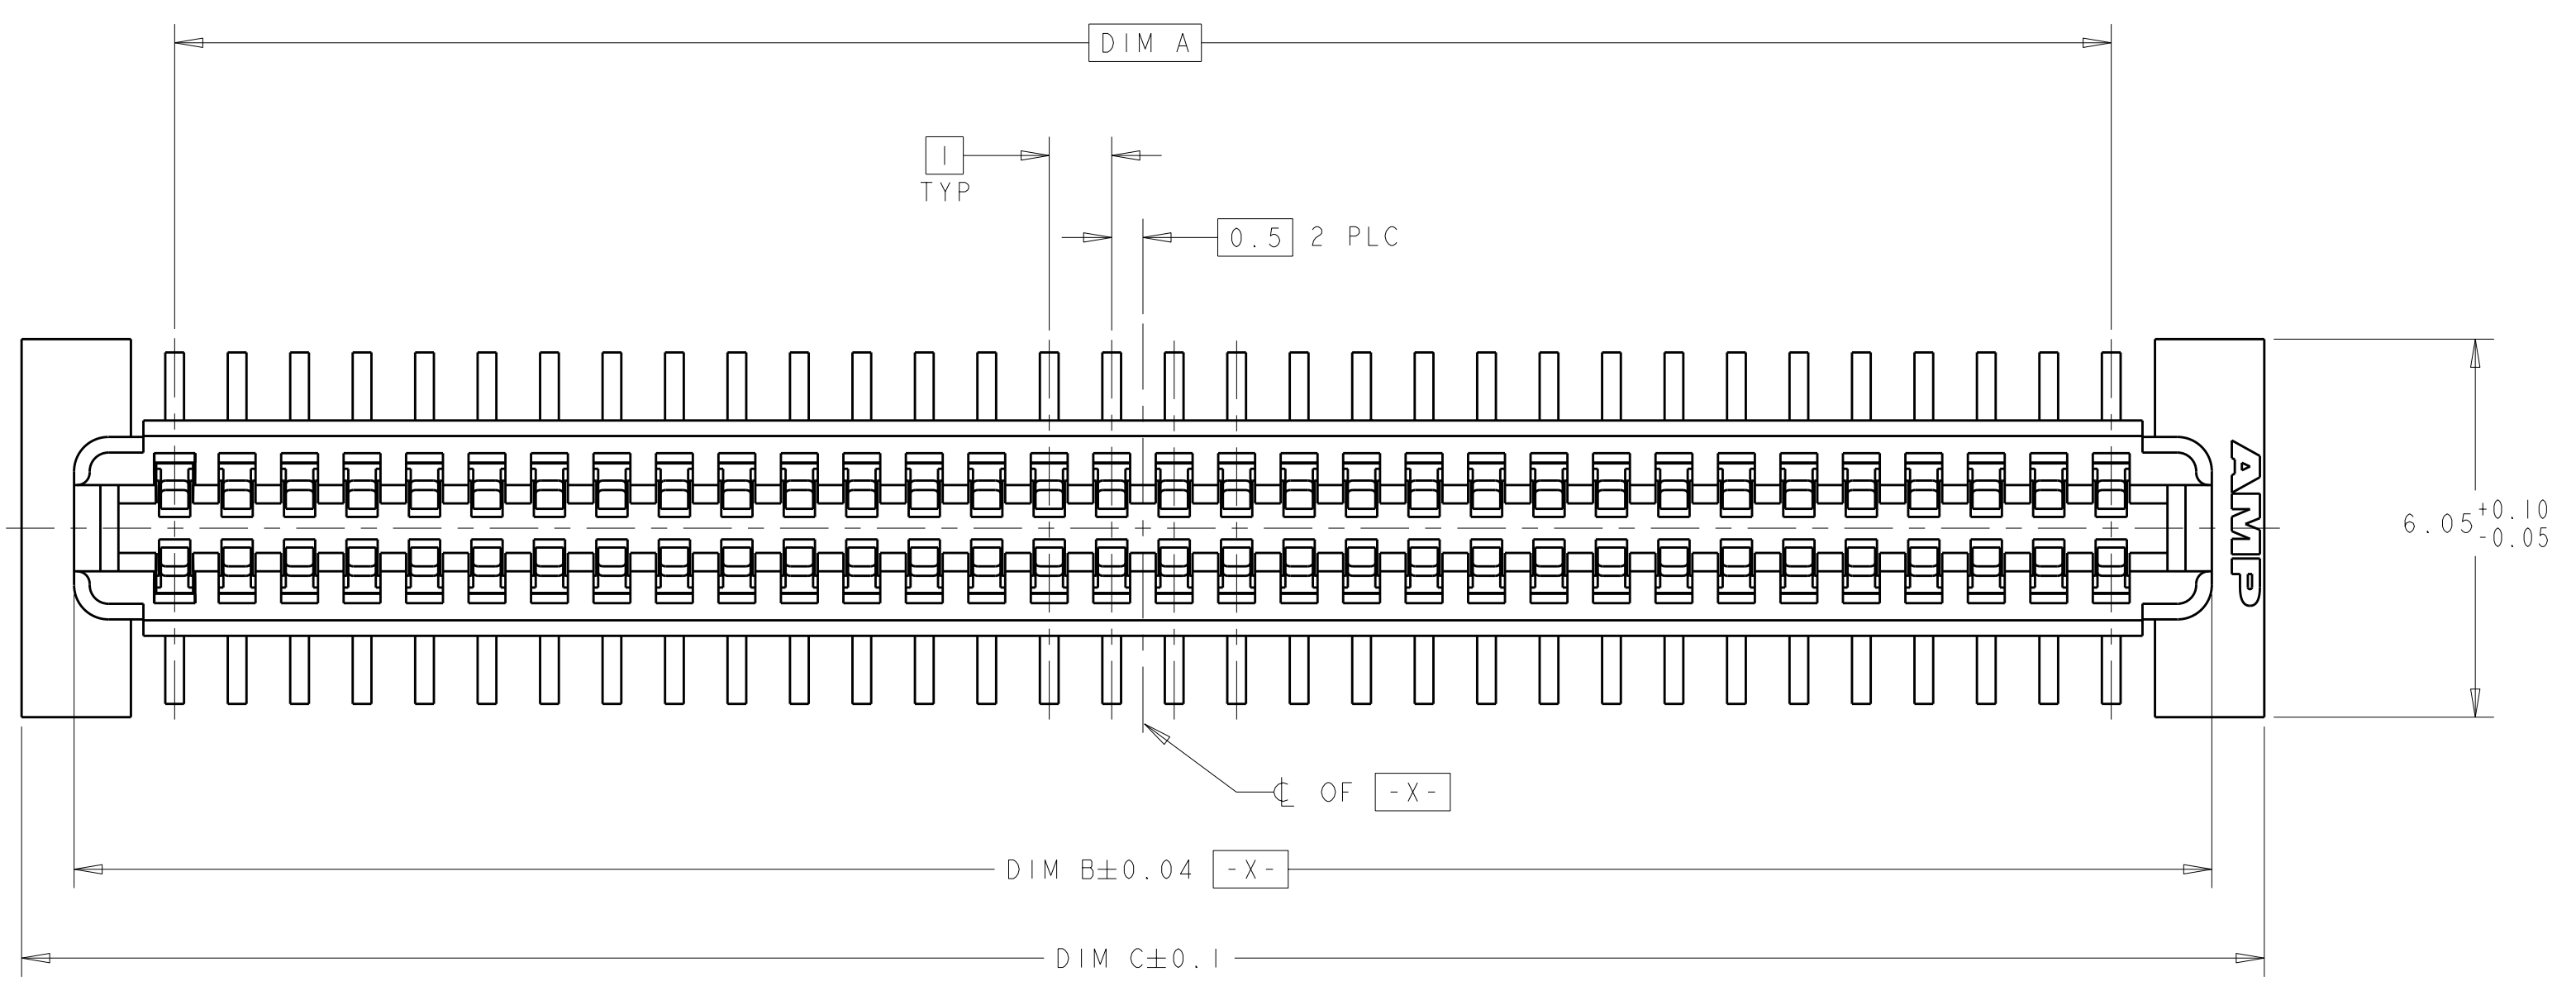 DIM A
1
TYP
0.5 2 PLC
AMP
6.05 +0.10
-0.05
℄ OF -X-
DIM B±0.04 -X-
DIM C±0.1